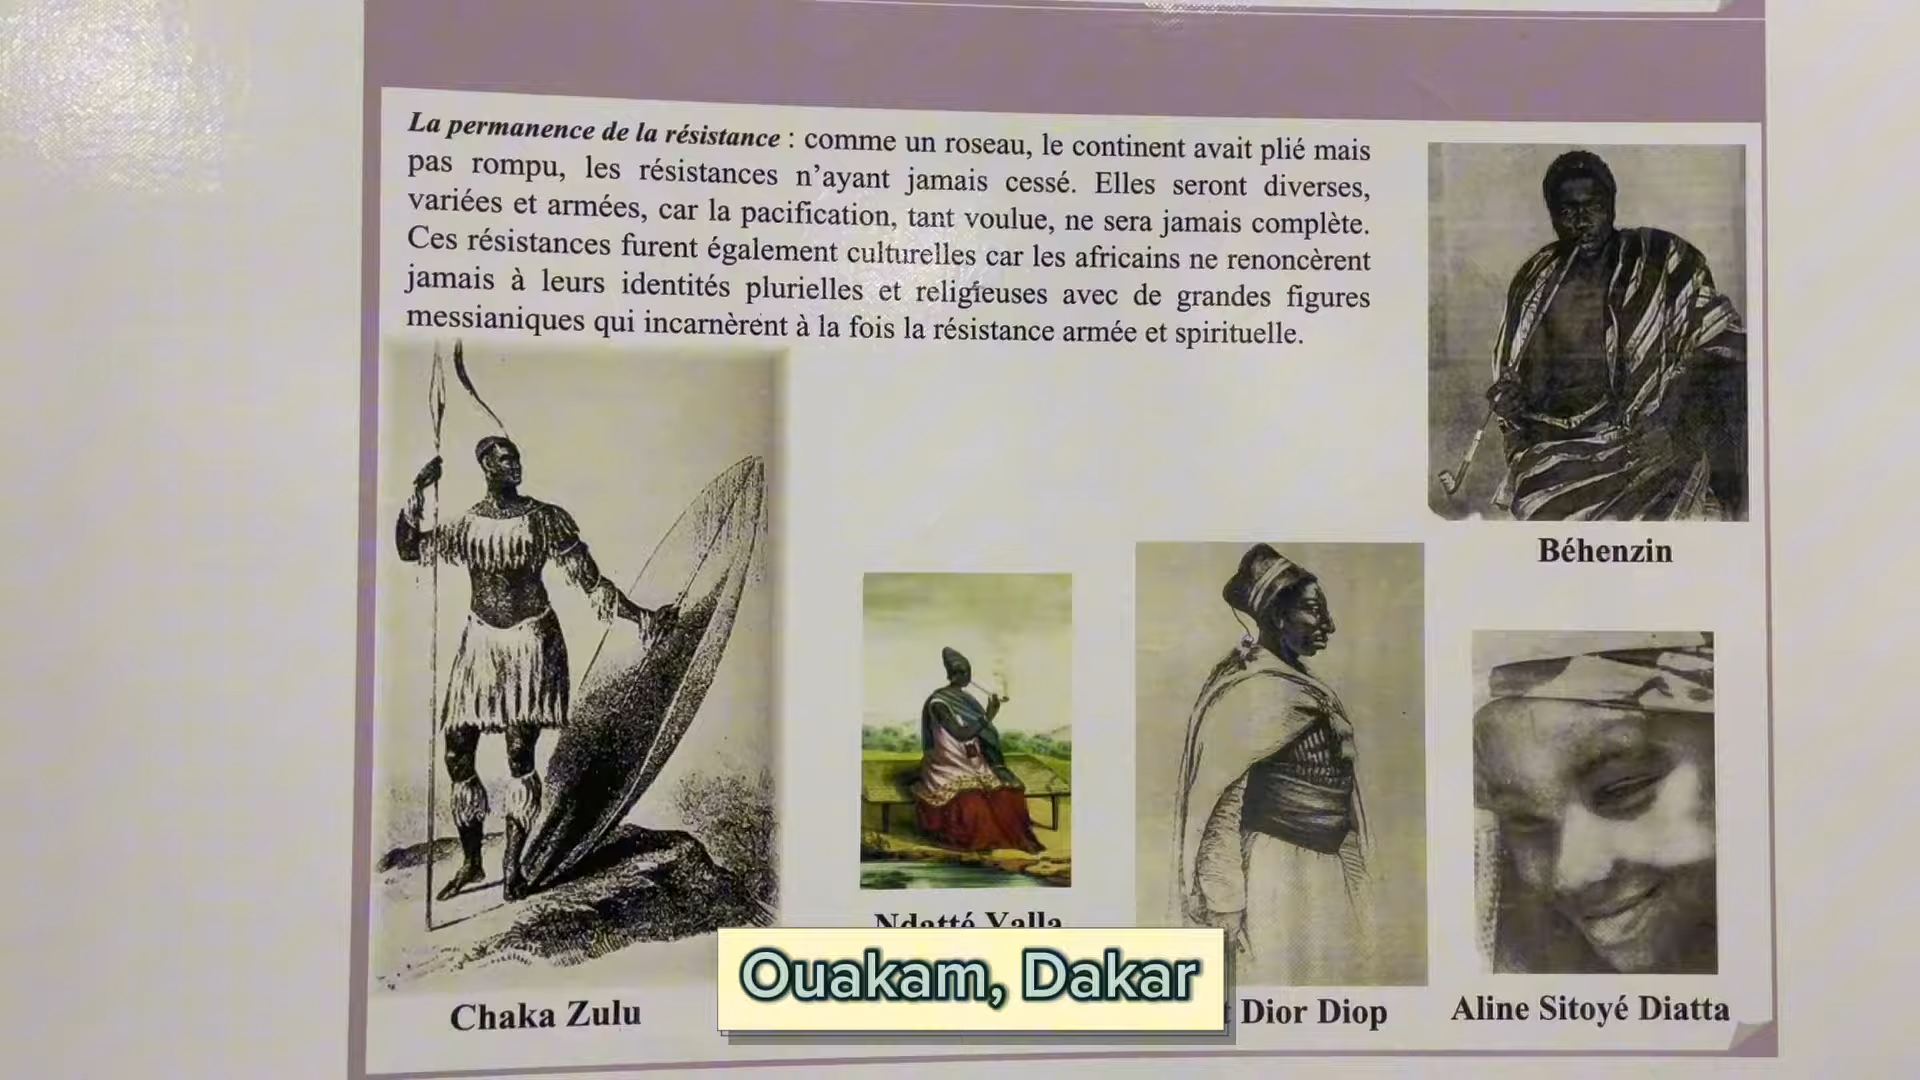 La permanence de la résistance : comme un roseau, le continent avait plié mais
pas rompu, les résistances n'ayant jamais cessé. Elles seront diverses,
variées et armées, car la pacification, tant voulue, ne sera jamais complète.
Ces résistances furent également culturelles car les africains ne renoncèrent
jamais à leurs identités plurielles et religieuses avec de grandes figures
messianiques qui incarnèrent à la fois la résistance armée et spirituelle.
Béhenzin
Ndatté Yalla
Chaka Zulu
Dior Diop
Aline Sitoyé Diatta
Ouakam, Dakar